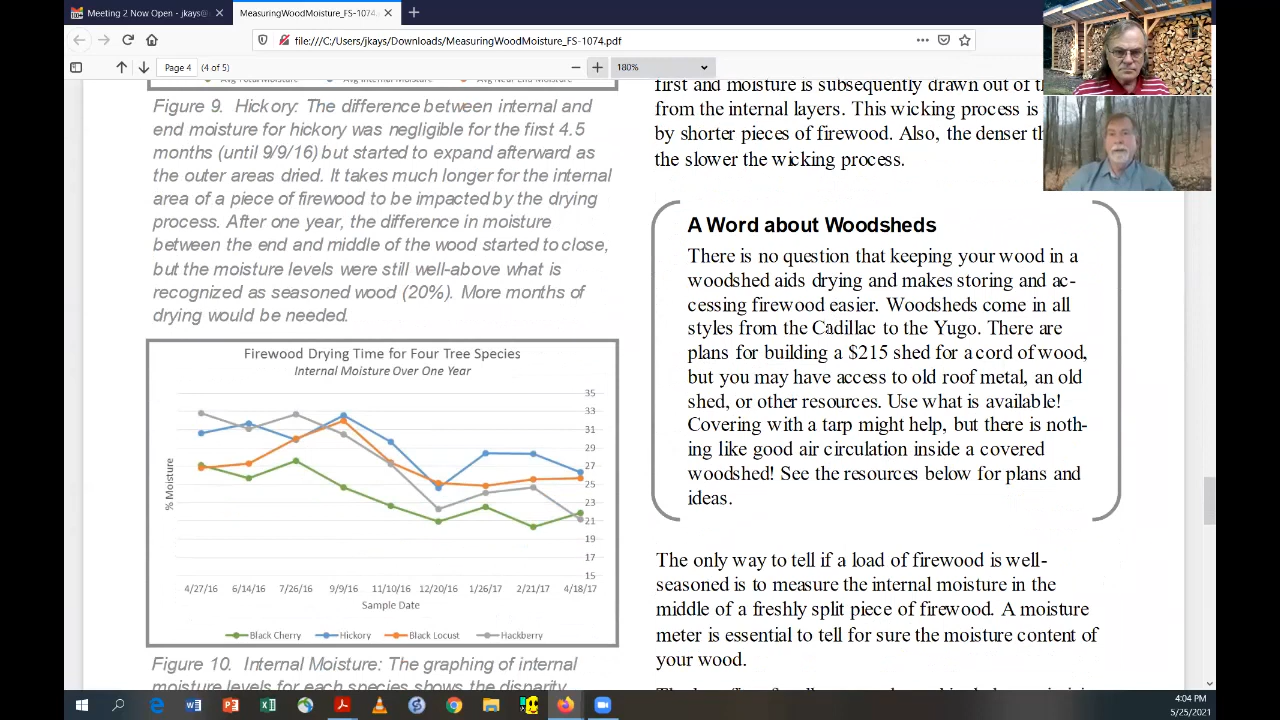 Meeting 2 Now Open - jkays@
MeasuringWoodMoisture_FS-1074.
file:///C:/Users/jkays/Downloads/MeasuringWoodMoisture_FS-1074.pdf
Page 4 (4 of 5)
180%
Figure 9. Hickory: The difference between internal and
end moisture for hickory was negligible for the first 4.5
months (until 9/9/16) but started to expand afterward as
the outer areas dried. It takes much longer for the internal
area of a piece of firewood to be impacted by the drying
process. After one year, the difference in moisture
between the end and middle of the wood started to close,
but the moisture levels were still well-above what is
recognized as seasoned wood (20%). More months of
drying would be needed.
Firewood Drying Time for Four Tree Species
Internal Moisture Over One Year
35
33
31
29
27
25
23
21
19
17
15
% Moisture
4/27/16 6/14/16 7/26/16 9/9/16 11/10/16 12/20/16 1/26/17 2/21/17 4/18/17
Sample Date
Black Cherry Hickory Black Locust Hackberry
Figure 10. Internal Moisture: The graphing of internal
moisture levels for each species shows the disparity
first and moisture is subsequently drawn out of
from the internal layers. This wicking process is
by shorter pieces of firewood. Also, the denser
the slower the wicking process.
A Word about Woodsheds
There is no question that keeping your wood in a
woodshed aids drying and makes storing and ac-
cessing firewood easier. Woodsheds come in all
styles from the Cadillac to the Yugo. There are
plans for building a $215 shed for a cord of wood,
but you may have access to old roof metal, an old
shed, or other resources. Use what is available!
Covering with a tarp might help, but there is noth-
ing like good air circulation inside a covered
woodshed! See the resources below for plans and
ideas.
The only way to tell if a load of firewood is well-
seasoned is to measure the internal moisture in the
middle of a freshly split piece of firewood. A moisture
meter is essential to tell for sure the moisture content of
your wood.
4:04 PM
5/25/2021